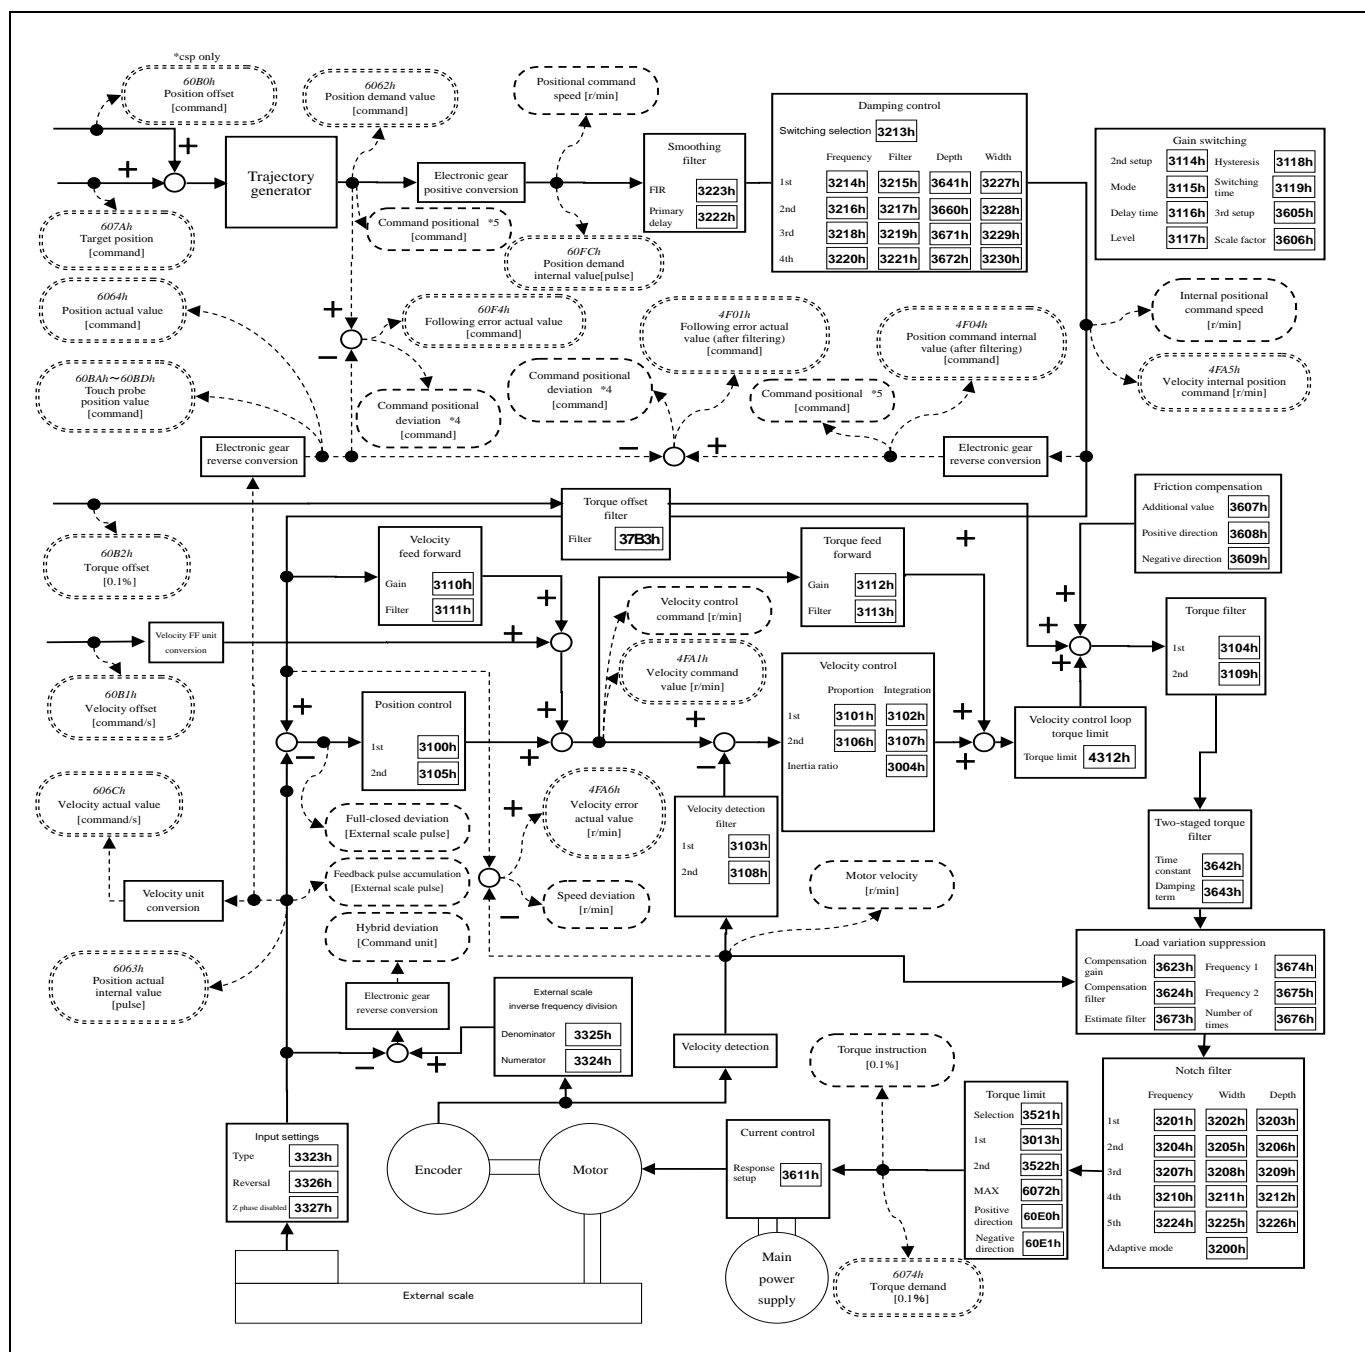 *csp only
60B0h
Position offset
[command]
6062h
Position demand value
[command]
Positional command
speed [r/min]
+
+
Trajectory
generator
Electronic gear
positive conversion
Smoothing
filter
FIR 3223h
Primary
delay 3222h
Damping control
Switching selection 3213h
Frequency Filter Depth Width
1st 3214h 3215h 3641h 3227h
2nd 3216h 3217h 3660h 3228h
3rd 3218h 3219h 3671h 3229h
4th 3220h 3221h 3672h 3230h
Gain switching
2nd setup 3114h Hysteresis 3118h
Mode 3115h Switching
time 3119h
Delay time 3116h 3rd setup 3605h
Level 3117h Scale factor 3606h
607Ah
Target position
[command]
Command positional *5
[command]
60FCh
Position demand
internal value[pulse]
6064h
Position actual value
[command]
+
−
60F4h
Following error actual value
[command]
4F01h
Following error actual
value (after filtering)
[command]
4F04h
Position command internal
value (after filtering)
[command]
Internal positional
command speed
[r/min]
60BAh～60BDh
Touch probe
position value
[command]
Command positional
deviation *4
[command]
Command positional
deviation *4
[command]
Command positional *5
[command]
4FA5h
Velocity internal position
command [r/min]
Electronic gear
reverse conversion
−
+
Electronic gear
reverse conversion
60B2h
Torque offset
[0.1%]
Torque offset
filter
Filter 37B3h
Friction compensation
Additional value 3607h
Positive direction 3608h
Negative direction 3609h
Velocity
feed forward
Gain 3110h
Filter 3111h
Torque feed
forward
Gain 3112h
Filter 3113h
+
+
+
+
+
Torque filter
1st 3104h
2nd 3109h
Velocity FF unit
conversion
+
60B1h
Velocity offset
[command/s]
Velocity control
command [r/min]
4FA1h
Velocity command
value [r/min]
+
−
Position control
1st 3100h
2nd 3105h
+
+
+
−
Velocity control
Proportion Integration
1st 3101h 3102h
2nd 3106h 3107h
Inertia ratio 3004h
+
+
Velocity control loop
torque limit
Torque limit 4312h
606Ch
Velocity actual value
[command/s]
Full-closed deviation
[External scale pulse]
Feedback pulse accumulation
[External scale pulse]
Hybrid deviation
[Command unit]
+
−
4FA6h
Velocity error
actual value
[r/min]
Speed deviation
[r/min]
Velocity detection
filter
1st 3103h
2nd 3108h
Motor velocity
[r/min]
Two-staged torque
filter
Time
constant 3642h
Damping
term 3643h
Velocity unit
conversion
6063h
Position actual
internal value
[pulse]
Electronic gear
reverse conversion
−
+
External scale
inverse frequency division
Denominator 3325h
Numerator 3324h
Velocity detection
Load variation suppression
Compensation
gain 3623h Frequency 1 3674h
Compensation
filter 3624h Frequency 2 3675h
Estimate filter 3673h Number of
times 3676h
Torque instruction
[0.1%]
Input settings
Type 3323h
Reversal 3326h
Z phase disabled 3327h
Encoder
Motor
Current control
Response
setup 3611h
Torque limit
Selection 3521h
1st 3013h
2nd 3522h
MAX 6072h
Positive
direction 60E0h
Negative
direction 60E1h
Notch filter
Frequency Width Depth
1st 3201h 3202h 3203h
2nd 3204h 3205h 3206h
3rd 3207h 3208h 3209h
4th 3210h 3211h 3212h
5th 3224h 3225h 3226h
Adaptive mode 3200h
External scale
Main
power
supply
6074h
Torque demand
[0.1%]